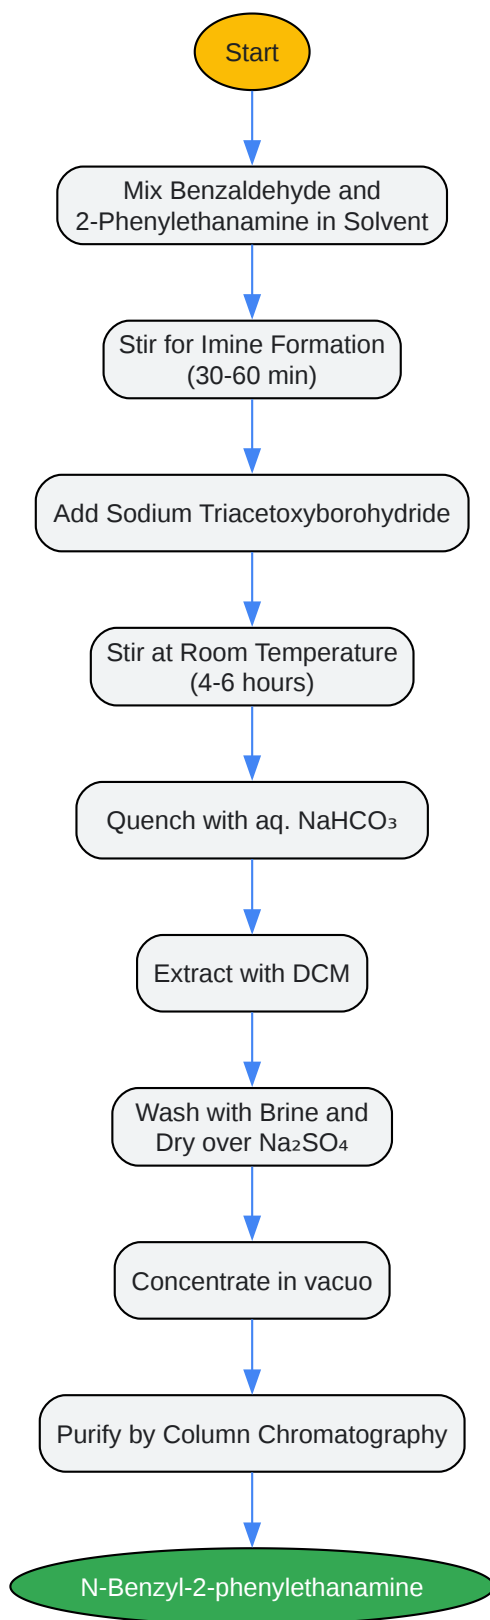 Start
Mix Benzaldehyde and
2-Phenylethanamine in Solvent
Stir for Imine Formation
(30-60 min)
Add Sodium Triacetoxyborohydride
Stir at Room Temperature
(4-6 hours)
Quench with aq. NaHCO₃
Extract with DCM
Wash with Brine and
Dry over Na₂SO₄
Concentrate in vacuo
Purify by Column Chromatography
N-Benzyl-2-phenylethanamine